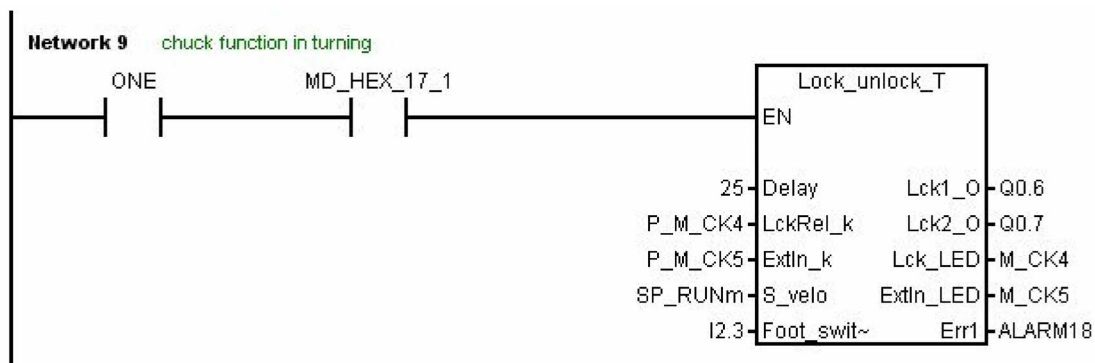 Network 9 chuck function in turning
ONE MD_HEX_17_1 Lock_unlock_T
EN
25 Delay Lck1_O Q0.6
P_M_CK4 LckRel_k Lck2_O Q0.7
P_M_CK5 ExtIn_k Lck_LED M_CK4
SP_RUNm S_velo ExtIn_LED M_CK5
I2.3 Foot_swit~ Err1 ALARM18